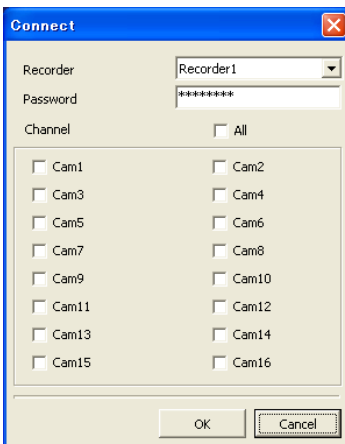 Connect
Recorder Recorder1
Password ********
Channel All
Cam1 Cam2
Cam3 Cam4
Cam5 Cam6
Cam7 Cam8
Cam9 Cam10
Cam11 Cam12
Cam13 Cam14
Cam15 Cam16
OK Cancel